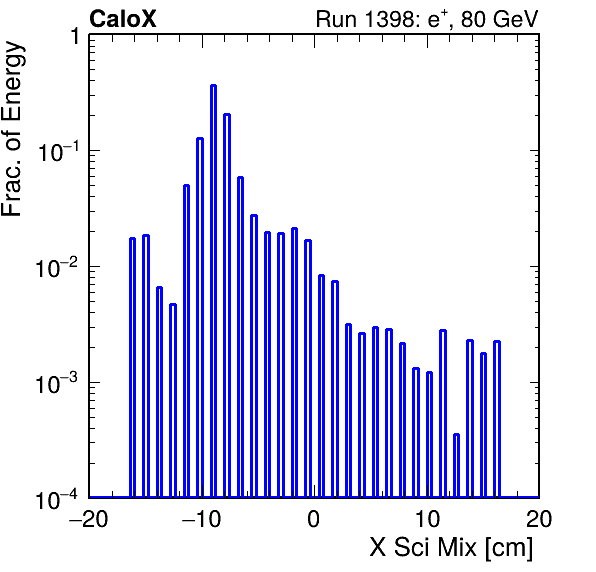 CaloX Run 1398: e⁺, 80 GeV
Frac. of Energy
1
10⁻¹
10⁻²
10⁻³
10⁻⁴
−20 −10 0 10 20
X Sci Mix [cm]